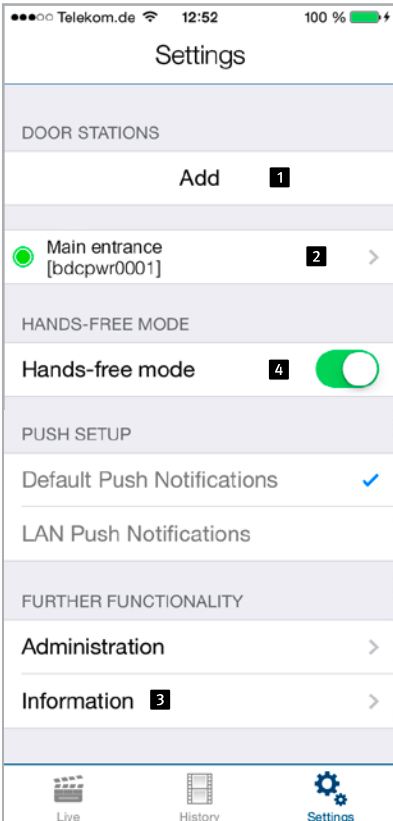 Telekom.de 12:52 100 %
Settings
DOOR STATIONS
Add 1
Main entrance 2
[bdcpwr0001]
HANDS-FREE MODE
Hands-free mode 4
PUSH SETUP
Default Push Notifications
LAN Push Notifications
FURTHER FUNCTIONALITY
Administration
Information 3
Live History Settings